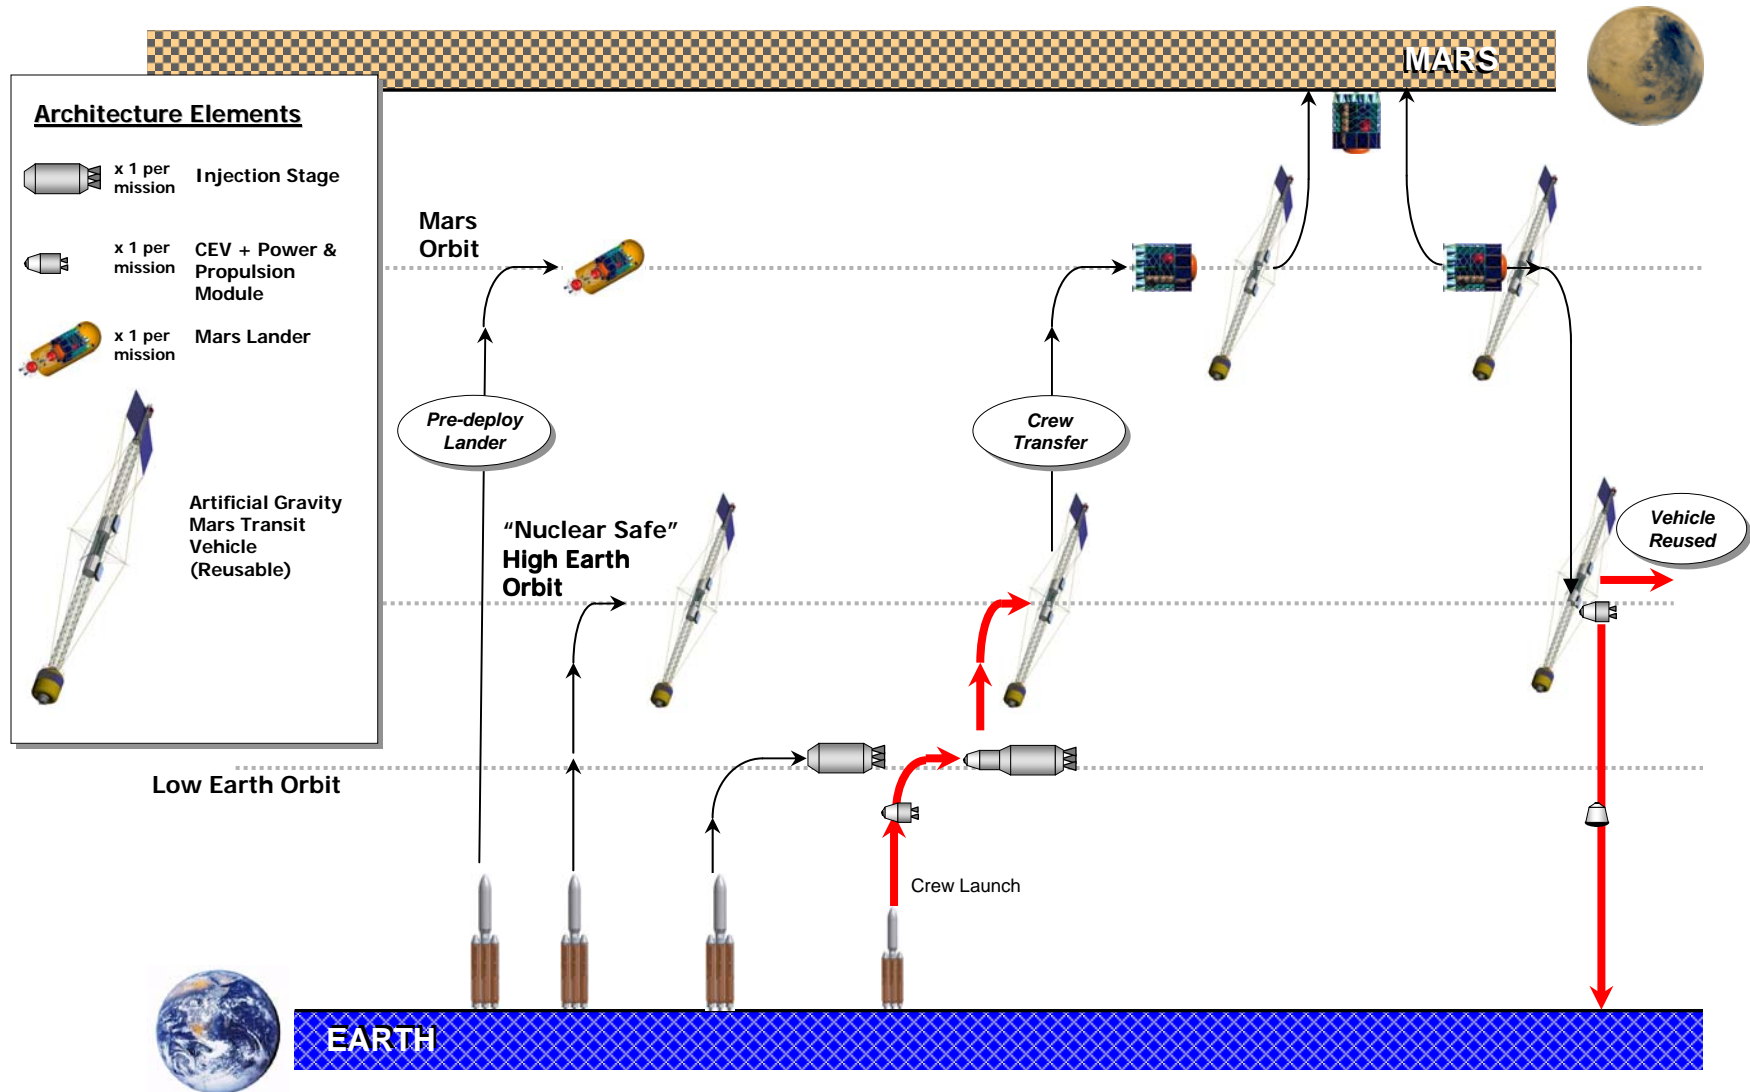 MARS
Architecture Elements
x 1 per
mission
Injection Stage
x 1 per
mission
CEV + Power &
Propulsion
Module
x 1 per
mission
Mars Lander
Artificial Gravity
Mars Transit
Vehicle
(Reusable)
Mars
Orbit
Pre-deploy
Lander
Crew
Transfer
“Nuclear Safe”
High Earth
Orbit
Vehicle
Reused
Low Earth Orbit
Crew Launch
EARTH